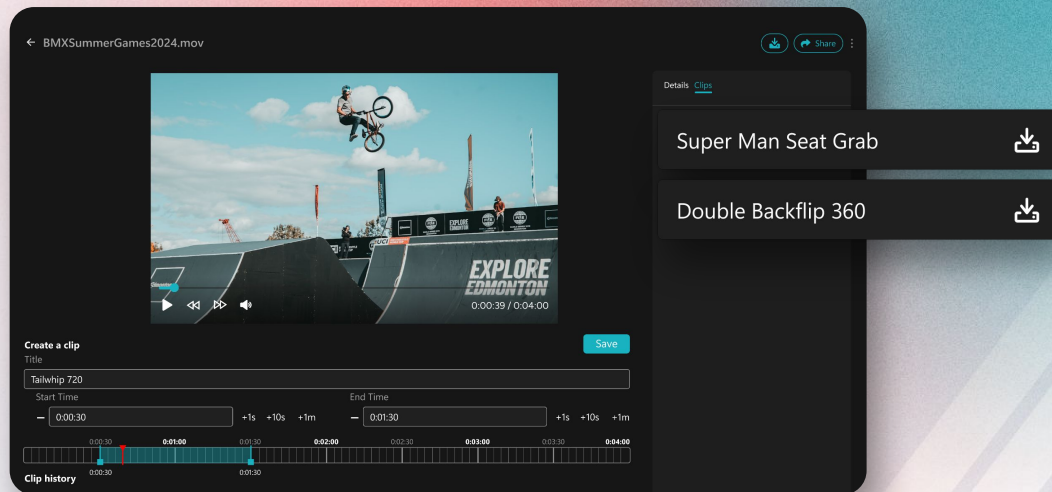 BMXSummerGames2024.mov
Share
Details Clips
Super Man Seat Grab
Double Backflip 360
EXPLORE
EDMONTON
UCI
EXPLORE
EDMONTON
0:00:39 / 0:04:00
Create a clip
Save
Title
Tailwhip 720
Start Time
End Time
0:00:30
+1s +10s +1m
0:01:30
+1s +10s +1m
0:00:30 0:01:00 0:01:30 0:02:00 0:02:30 0:03:00 0:03:30 0:04:00
0:00:30 0:01:30
Clip history